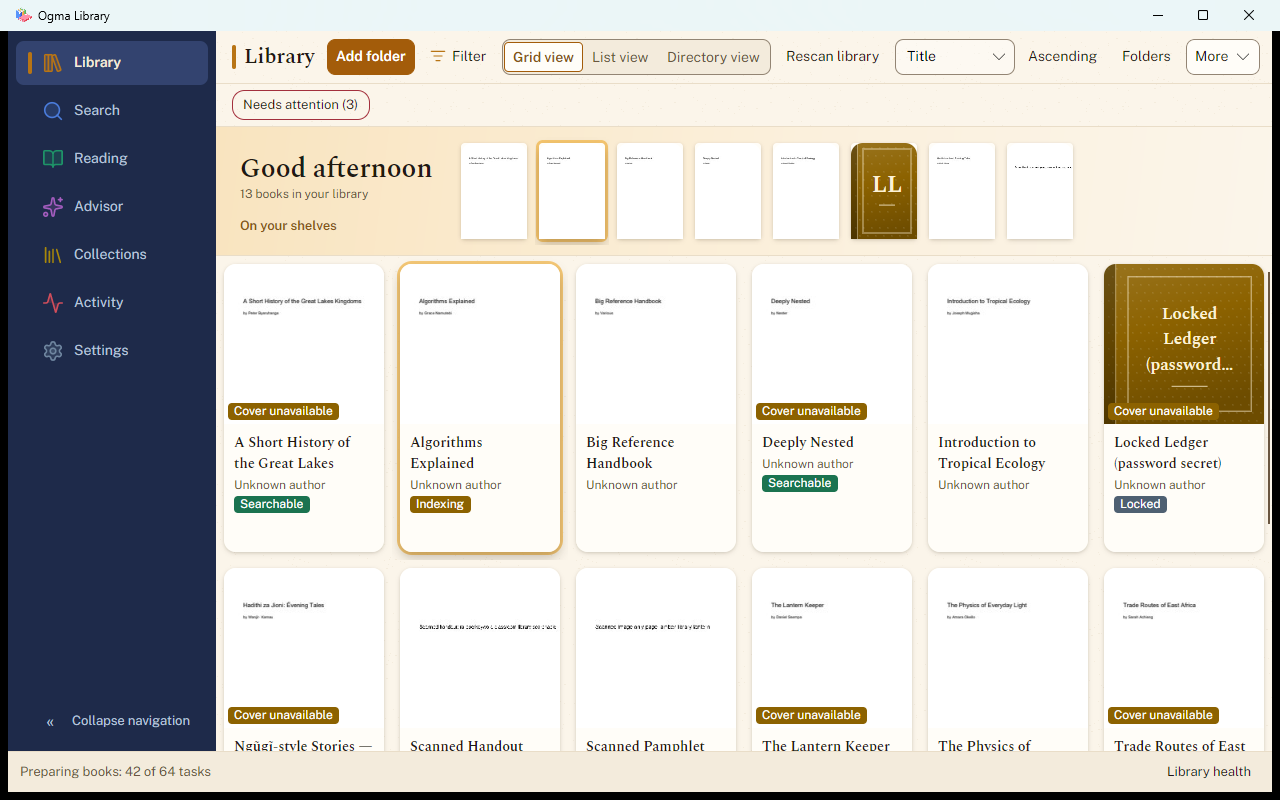 Ogma Library
Library
Search
Reading
Advisor
Collections
Activity
Settings
« Collapse navigation
Library
Add folder
Filter
Grid view
List view
Directory view
Rescan library
Title
Ascending
Folders
More
Needs attention (3)
Good afternoon
13 books in your library
On your shelves
LL
A Short History of the Great Lakes Kingdoms
Cover unavailable
A Short History of
the Great Lakes
Unknown author
Searchable
Algorithms Explained
Algorithms
Explained
Unknown author
Indexing
Big Reference Handbook
by Various
Big Reference
Handbook
Unknown author
Deeply Nested
by Nester
Cover unavailable
Deeply Nested
Unknown author
Searchable
Introduction to Tropical Ecology
Introduction to
Tropical Ecology
Unknown author
Locked
Ledger
(password...
Cover unavailable
Locked Ledger
(password secret)
Unknown author
Locked
Hadithi za Jioni: Evening Tales
Cover unavailable
Ngũgĩ-style Stories —
Scanned Handout
Scanned Pamphlet
The Lantern Keeper
Cover unavailable
The Lantern Keeper
The Physics of Everyday Light
The Physics of
Trade Routes of East Africa
Cover unavailable
Trade Routes of East
Preparing books: 42 of 64 tasks
Library health